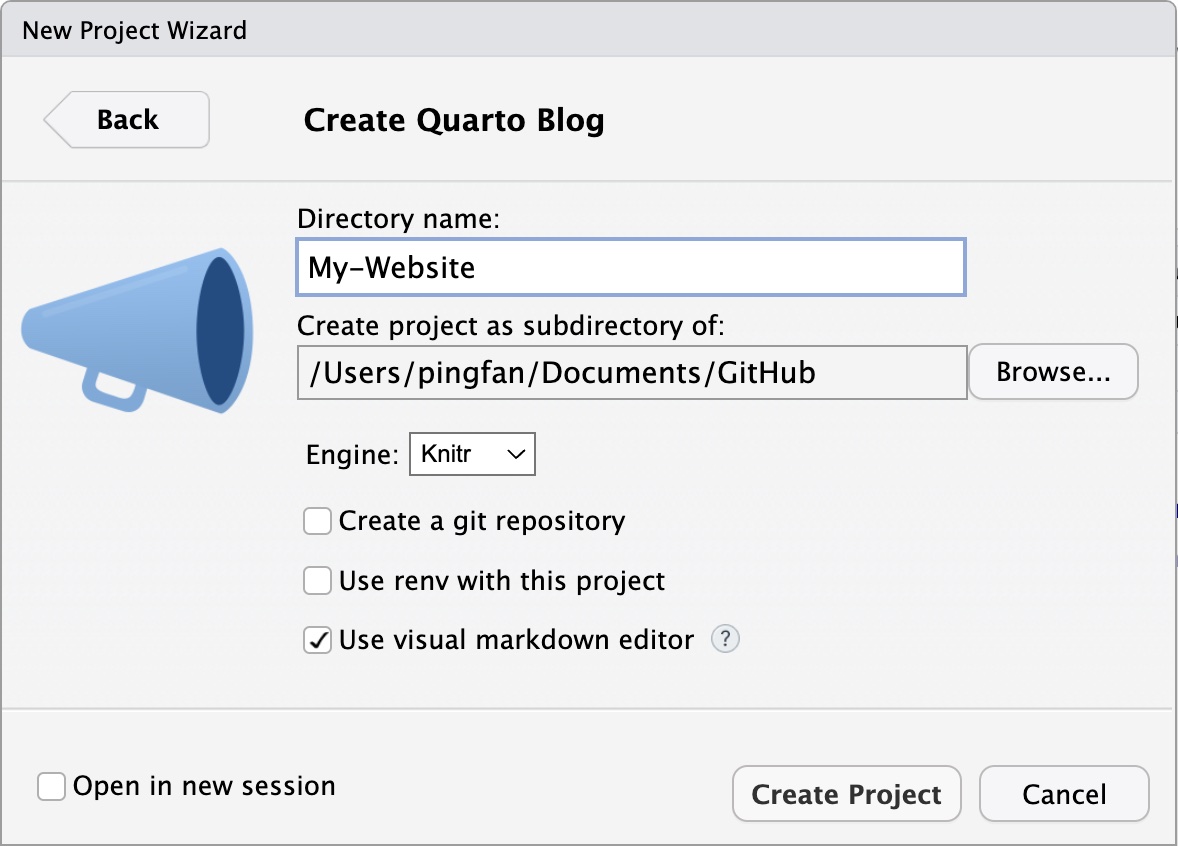 New Project Wizard
Back
Create Quarto Blog
Directory name:
My-Website
Create project as subdirectory of:
/Users/pingfan/Documents/GitHub
Browse...
Engine: Knitr
Create a git repository
Use renv with this project
Use visual markdown editor ?
Open in new session
Create Project
Cancel